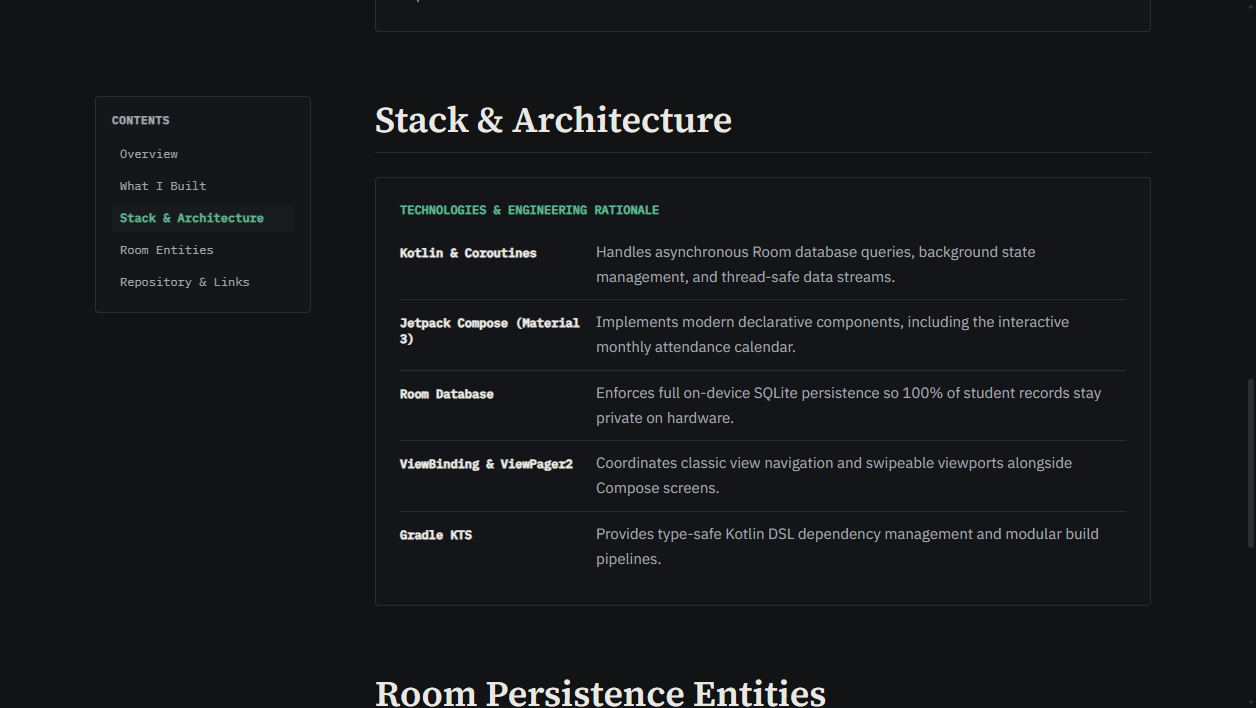 CONTENTS
Overview
What I Built
Stack & Architecture
Room Entities
Repository & Links
Stack & Architecture
TECHNOLOGIES & ENGINEERING RATIONALE
Kotlin & Coroutines
Handles asynchronous Room database queries, background state
management, and thread-safe data streams.
Jetpack Compose (Material
3)
Implements modern declarative components, including the interactive
monthly attendance calendar.
Room Database
Enforces full on-device SQLite persistence so 100% of student records stay
private on hardware.
ViewBinding & ViewPager2
Coordinates classic view navigation and swipeable viewports alongside
Compose screens.
Gradle KTS
Provides type-safe Kotlin DSL dependency management and modular build
pipelines.
Room Persistence Entities